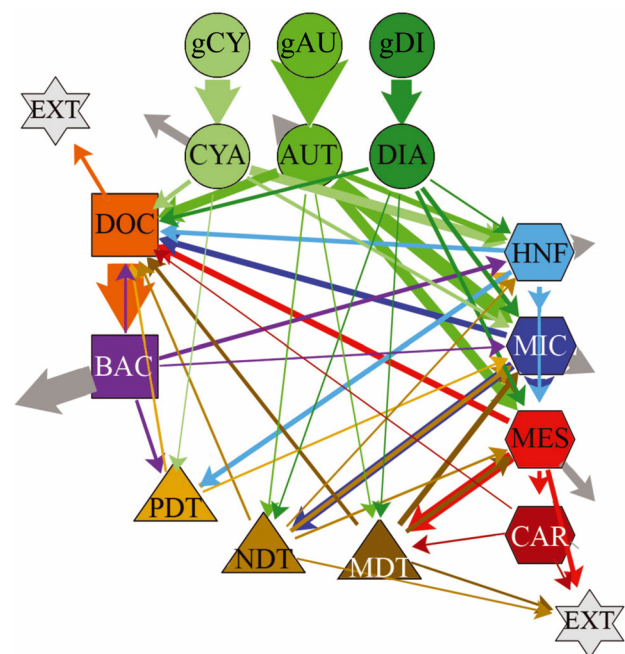 gCY gAU gDI
EXT
CYA AUT DIA
DOC
HNF
MIC
BAC
MES
PDT
CAR
NDT MDT
EXT